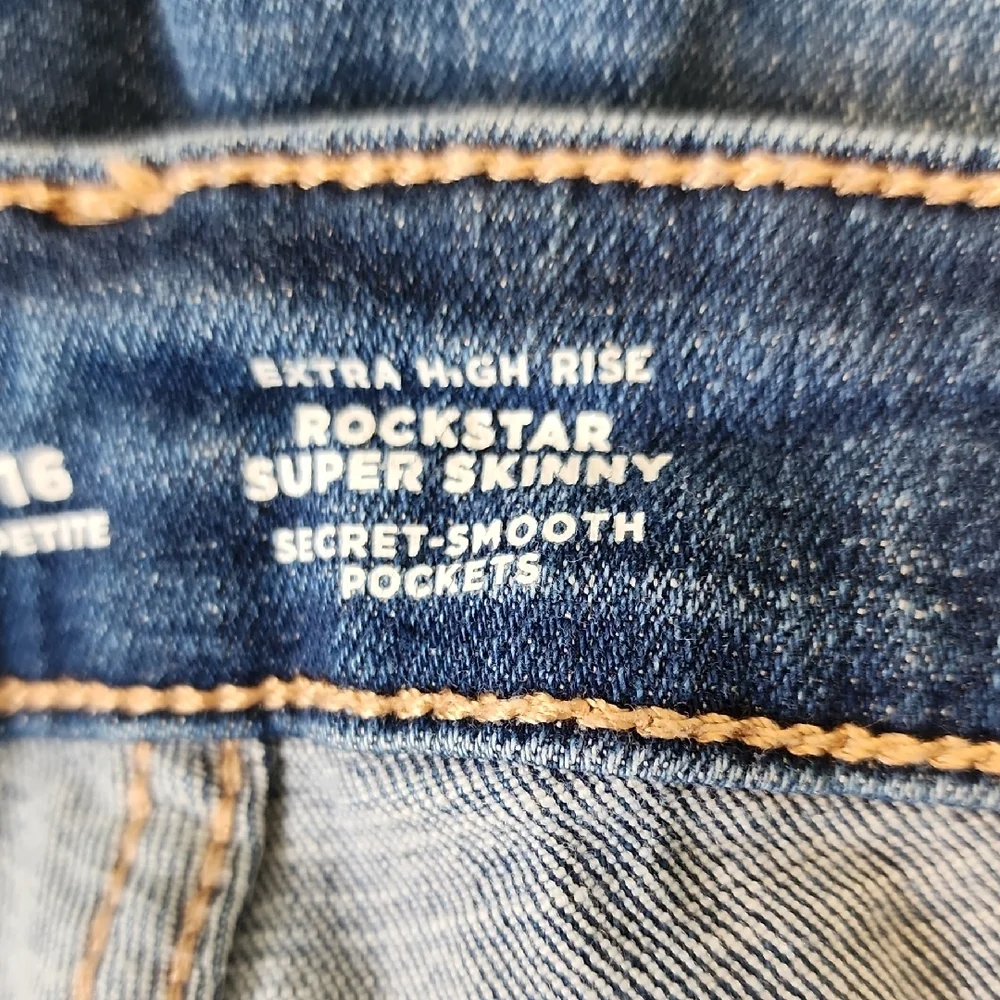 EXTRA HIGH RISE
ROCKSTAR
SUPER SKINNY
SECRET-SMOOTH
POCKETS
16
PETITE